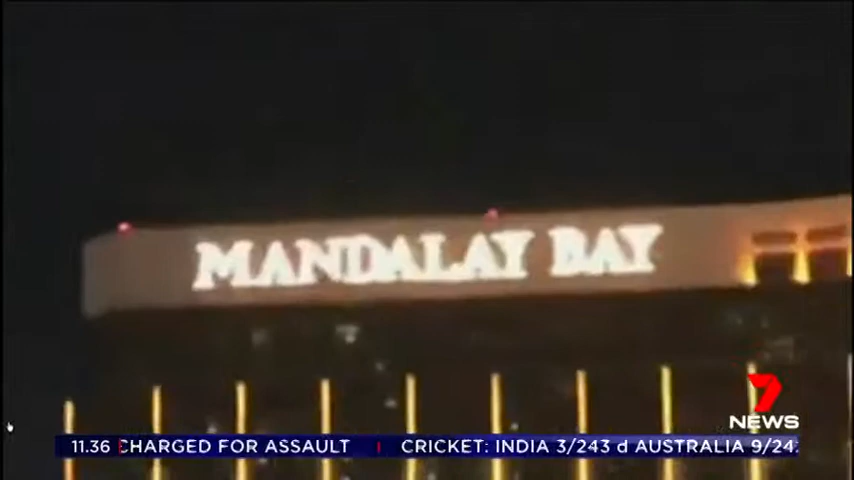 MANDALAY BAY
7
NEWS
11.36 CHARGED FOR ASSAULT | CRICKET: INDIA 3/243 d AUSTRALIA 9/24